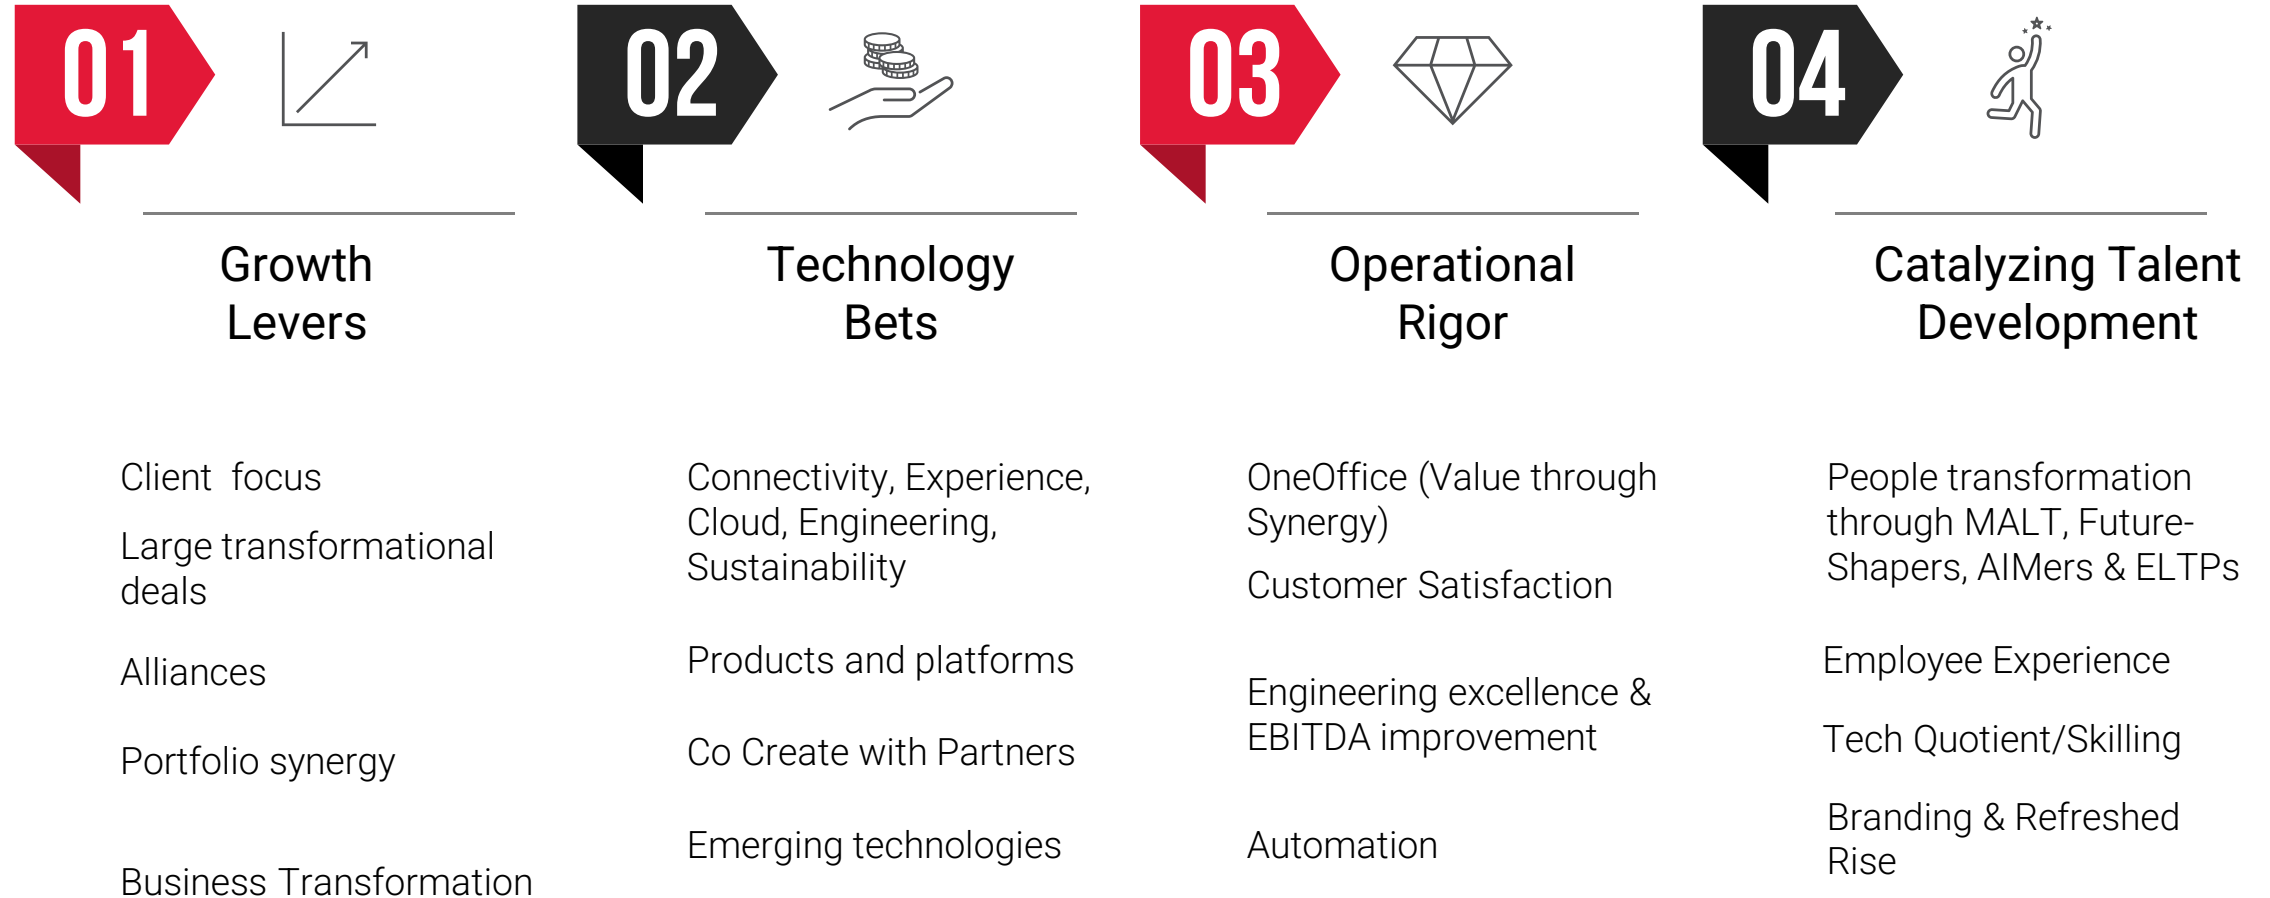 01
Growth
Levers
Client focus
Large transformational
deals
Alliances
Portfolio synergy
Business Transformation
02
Technology
Bets
Connectivity, Experience,
Cloud, Engineering,
Sustainability
Products and platforms
Co Create with Partners
Emerging technologies
03
Operational
Rigor
OneOffice (Value through
Synergy)
Customer Satisfaction
Engineering excellence &
EBITDA improvement
Automation
04
Catalyzing Talent
Development
People transformation
through MALT, Future-
Shapers, AIMers & ELTPs
Employee Experience
Tech Quotient/Skilling
Branding & Refreshed
Rise